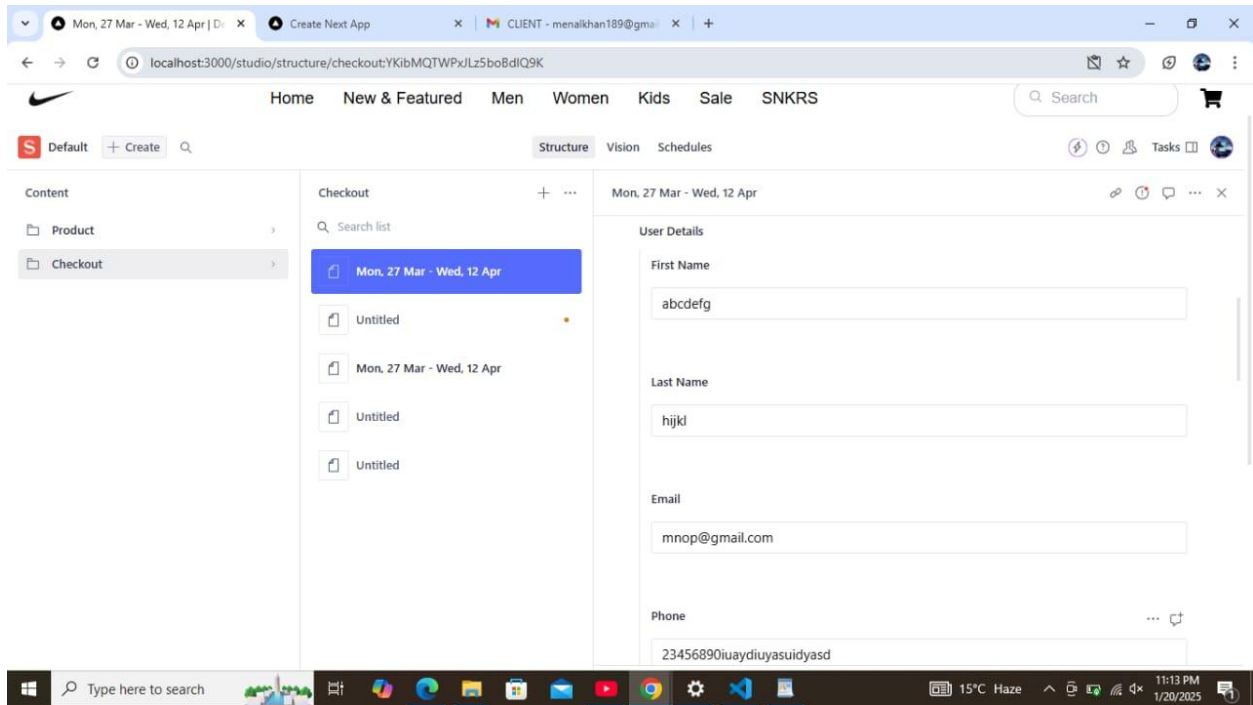 Mon, 27 Mar - Wed, 12 Apr | De
Create Next App
CLIENT - menalkhan189@gmai
localhost:3000/studio/structure/checkout;YKibMQTWPxJLz5bo8dIQ9K
Home New & Featured Men Women Kids Sale SNKRS Search
S Default + Create Structure Vision Schedules Tasks
Content Checkout Mon, 27 Mar - Wed, 12 Apr
Product
Checkout
Search list
Mon, 27 Mar - Wed, 12 Apr
Untitled
Mon, 27 Mar - Wed, 12 Apr
Untitled
Untitled
User Details
First Name
abcdefg
Last Name
hijkl
Email
mnop@gmail.com
Phone
23456890iuaydiuyasuidyasd
Type here to search
15°C Haze
11:13 PM
1/20/2025